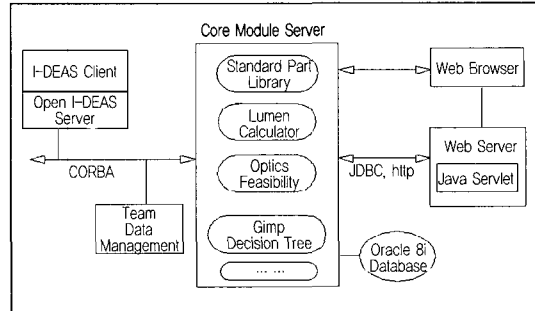 Core Module Server
I-DEAS Client
Open I-DEAS
Server
CORBA
Team
Data
Management
Standard Part
Library
Lumen
Calculator
Optics
Feasibility
Gimp
Decision Tree
... ...
Web Browser
Web Server
Java Servlet
JDBC, http
Oracle 8i
Database